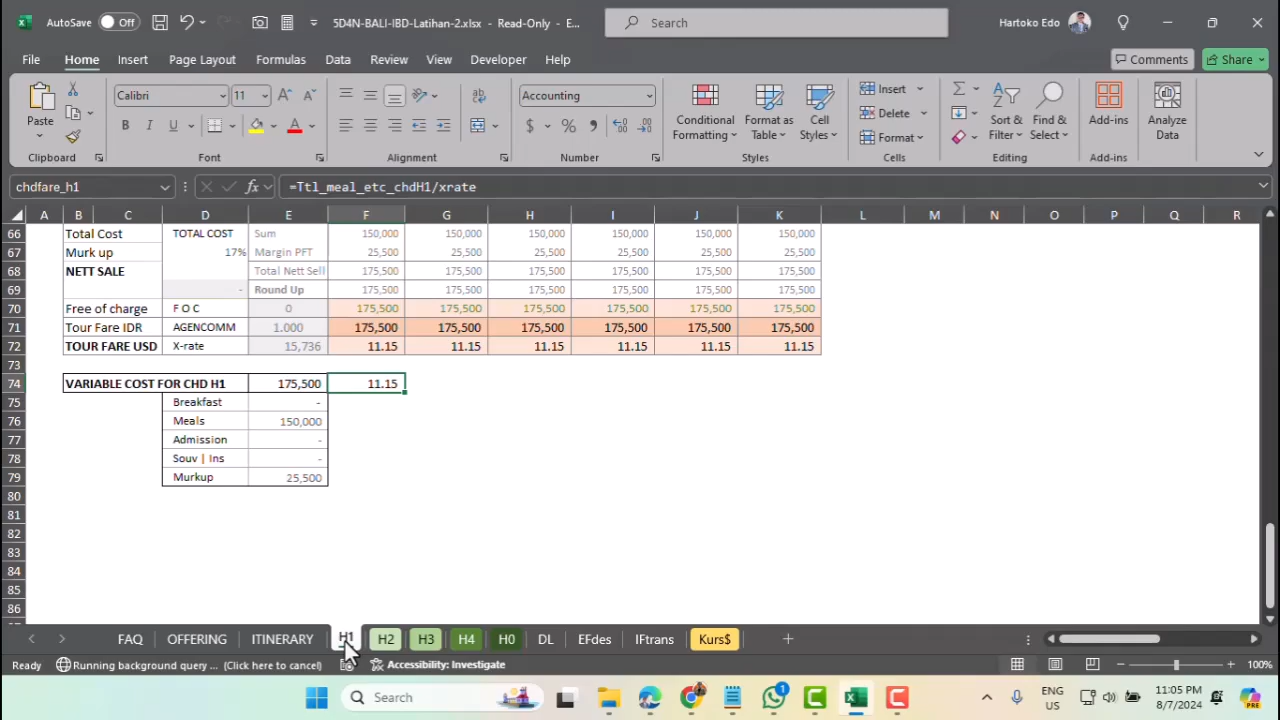 AutoSave Off 5D4N-BALI-IBD-Latihan-2.xlsx - Read-Only - E... Search Hartoko Edo
File Home Insert Page Layout Formulas Data Review View Developer Help Comments Share
Paste Calibri 11 Accounting Conditional Formatting Format as Table Cell Styles Insert Delete Format Sort & Filter Find & Select Add-ins Analyze Data
Clipboard Font Alignment Number Styles Cells Editing Add-ins
chdfare_h1 fx =Ttl_meal_etc_chdH1/xrate
A B C D E F G H I J K L M N O P Q R
66 Total Cost TOTAL COST Sum 150,000 150,000 150,000 150,000 150,000 150,000
67 Murk up 17% Margin PFT 25,500 25,500 25,500 25,500 25,500 25,500
68 NETT SALE Total Nett Sell 175,500 175,500 175,500 175,500 175,500 175,500
69 - Round Up 175,500 175,500 175,500 175,500 175,500 175,500
70 Free of charge F O C 0 175,500 175,500 175,500 175,500 175,500 175,500
71 Tour Fare IDR AGENCOMM 1.000 175,500 175,500 175,500 175,500 175,500 175,500
72 TOUR FARE USD X-rate 15,736 11.15 11.15 11.15 11.15 11.15 11.15
73
74 VARIABLE COST FOR CHD H1 175,500 11.15
75 Breakfast -
76 Meals 150,000
77 Admission -
78 Souv | Ins -
79 Murkup 25,500
80
81
82
83
84
85
86
FAQ OFFERING ITINERARY H1 H2 H3 H4 H0 DL EFdes IFtrans Kurs$
Ready Running background query ... (Click here to cancel) Accessibility: Investigate 100%
Search 1 ENG US 11:05 PM 8/7/2024 PRE